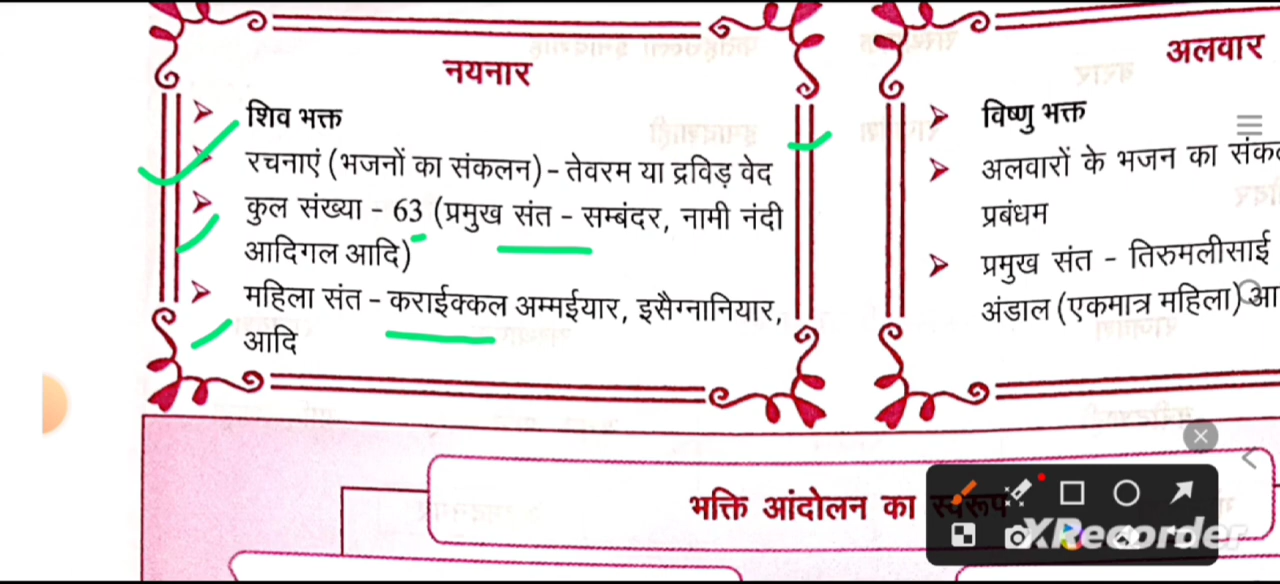 नयनार
शिव भक्त
रचनाएं (भजनों का संकलन) - तेवरम या द्रविड़ वेद
कुल संख्या - 63 (प्रमुख संत - सम्बंदर, नामी नंदी
आदिगल आदि)
महिला संत - कराईक्कल अम्मईयार, इसैग्नानियार,
आदि
अलवार
विष्णु भक्त
अलवारों के भजन का
प्रबंधम
प्रमुख संत - तिरुमलीसाई
अंडाल (एकमात्र महिला)
भक्ति आंदोलन का स्वरूप
XRecorder